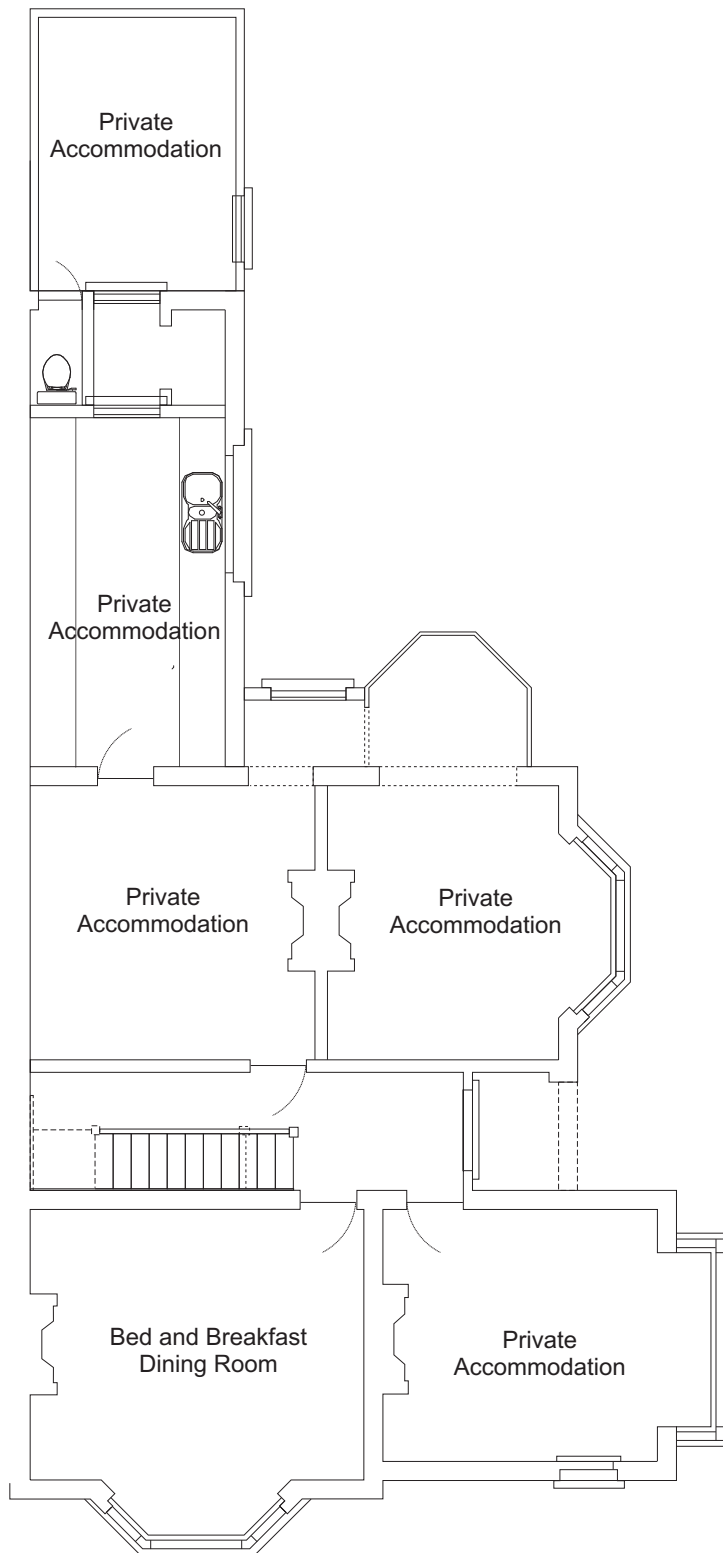 Private
Accommodation
Private
Accommodation
Private
Accommodation
Private
Accommodation
Bed and Breakfast
Dining Room
Private
Accommodation